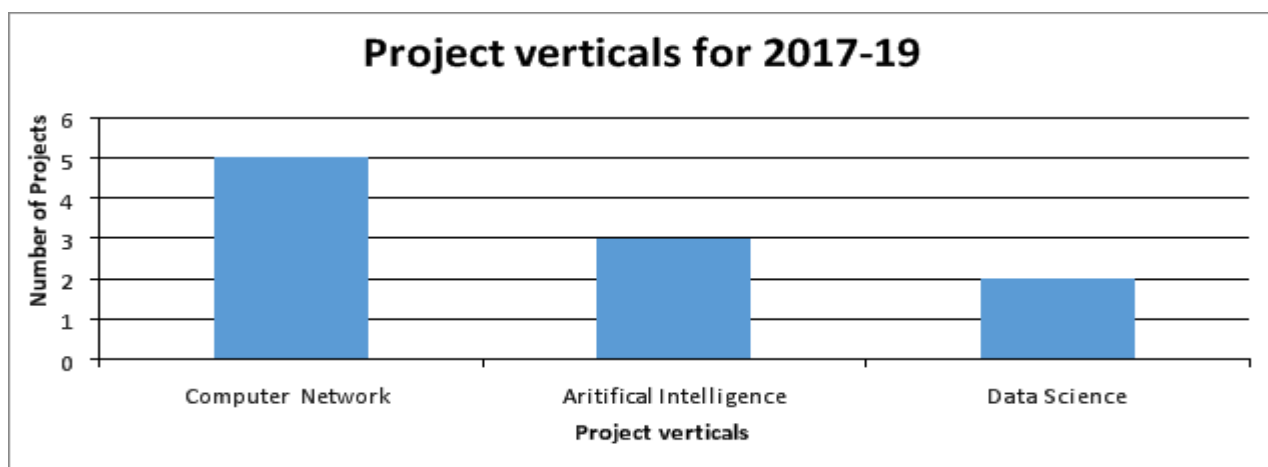 Project verticals for 2017-19
Number of Projects
6
5
4
3
2
1
0
Computer Network
Aritifical Intelligence
Data Science
Project verticals